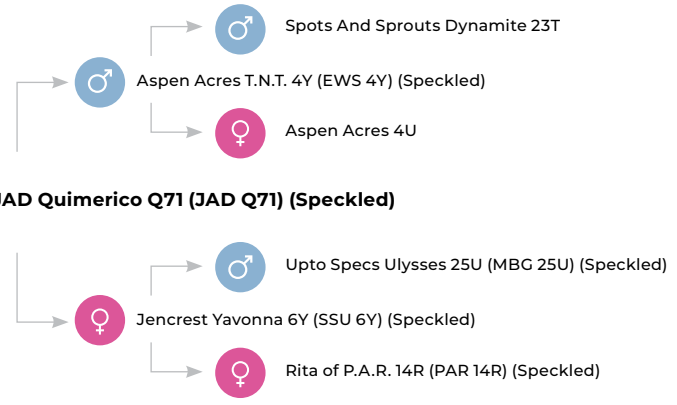 Spots And Sprouts Dynamite 23T
Aspen Acres T.N.T. 4Y (EWS 4Y) (Speckled)
Aspen Acres 4U
JAD Quimerico Q71 (JAD Q71) (Speckled)
Upto Specs Ulysses 25U (MBG 25U) (Speckled)
Jencrest Yavonna 6Y (SSU 6Y) (Speckled)
Rita of P.A.R. 14R (PAR 14R) (Speckled)